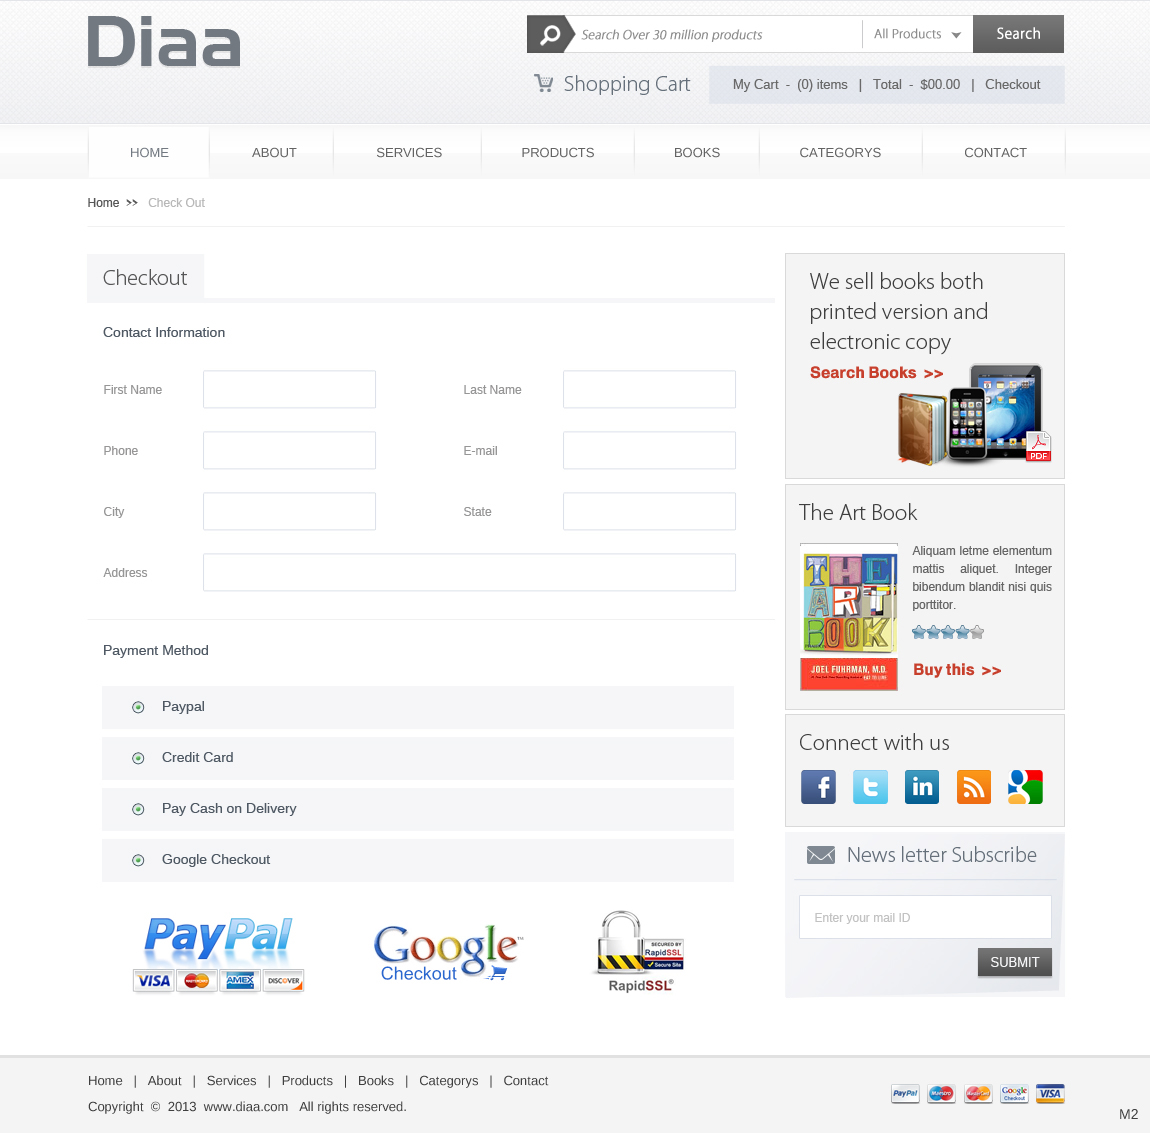 Diaa
Search Over 30 million products
All Products
Search
Shopping Cart
My Cart - (0) items | Total - $00.00 | Checkout
HOME ABOUT SERVICES PRODUCTS BOOKS CATEGORYS CONTACT
Home >> Check Out
Checkout
Contact Information
First Name
Last Name
Phone
E-mail
City
State
Address
Payment Method
Paypal
Credit Card
Pay Cash on Delivery
Google Checkout
PayPal
VISA MasterCard AMEX DISCOVER
Google™
Checkout
SECURED BY
RapidSSL
Secure Site
RapidSSL®
We sell books both
printed version and
electronic copy
Search Books >>
PDF
The Art Book
THE
ART
BOOK
JOEL FUHRMAN, M.D.
Aliquam letme elementum
mattis aliquet. Integer
bibendum blandit nisi quis
porttitor.
Buy this >>
Connect with us
f t in g
News letter Subscribe
Enter your mail ID
SUBMIT
Home | About | Services | Products | Books | Categorys | Contact
Copyright © 2013 www.diaa.com All rights reserved.
PayPal Maestro MasterCard Google Checkout VISA
M2